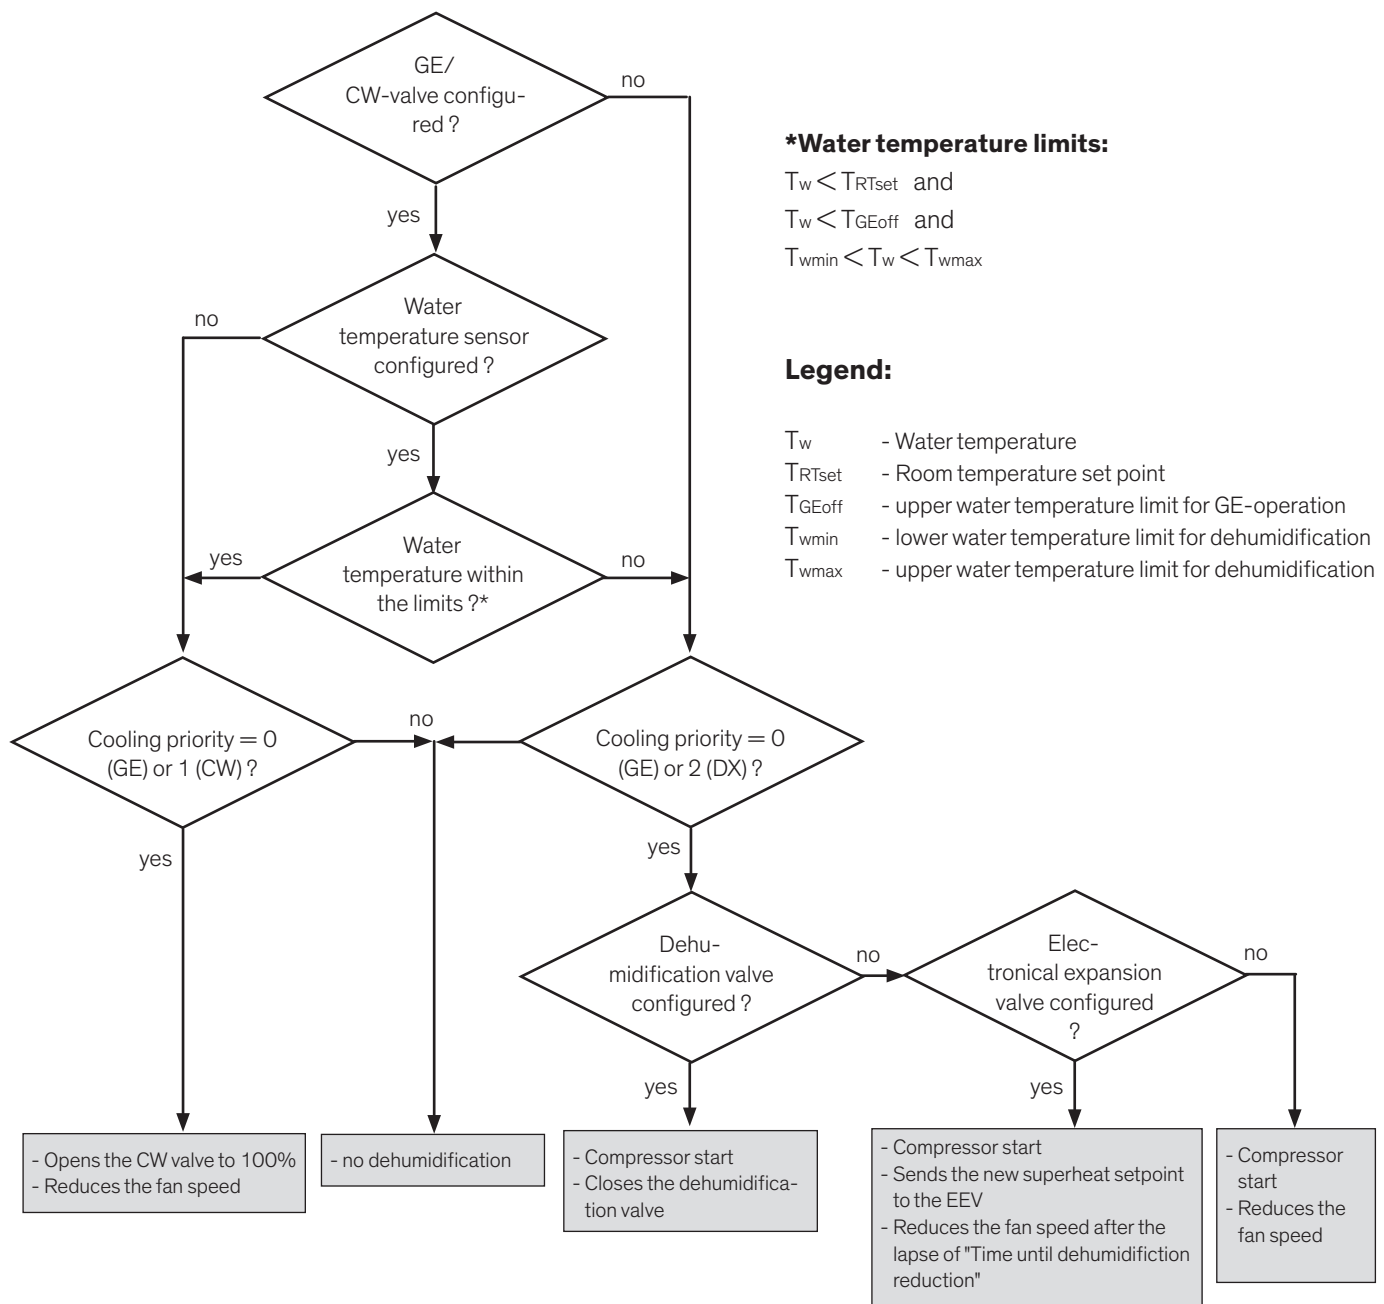 GE/
CW-valve configu-
red ?
no
yes
*Water temperature limits:
Tw < TRTset and
Tw < TGEoff and
Twmin < Tw < Twmax
Water
temperature sensor
configured ?
no
yes
Legend:
Tw - Water temperature
TRTset - Room temperature set point
TGEoff - upper water temperature limit for GE-operation
Twmin - lower water temperature limit for dehumidification
Twmax - upper water temperature limit for dehumidification
Water
temperature within
the limits ?*
yes
no
Cooling priority = 0
(GE) or 1 (CW) ?
no
Cooling priority = 0
(GE) or 2 (DX) ?
yes
yes
Dehu-
midification valve
configured ?
no
Elec-
tronical expansion
valve configured
?
no
yes
yes
- Opens the CW valve to 100%
- Reduces the fan speed
- no dehumidification
- Compressor start
- Closes the dehumidifica-
tion valve
- Compressor start
- Sends the new superheat setpoint
to the EEV
- Reduces the fan speed after the
lapse of "Time until dehumidifiction
reduction"
- Compressor
start
- Reduces the
fan speed